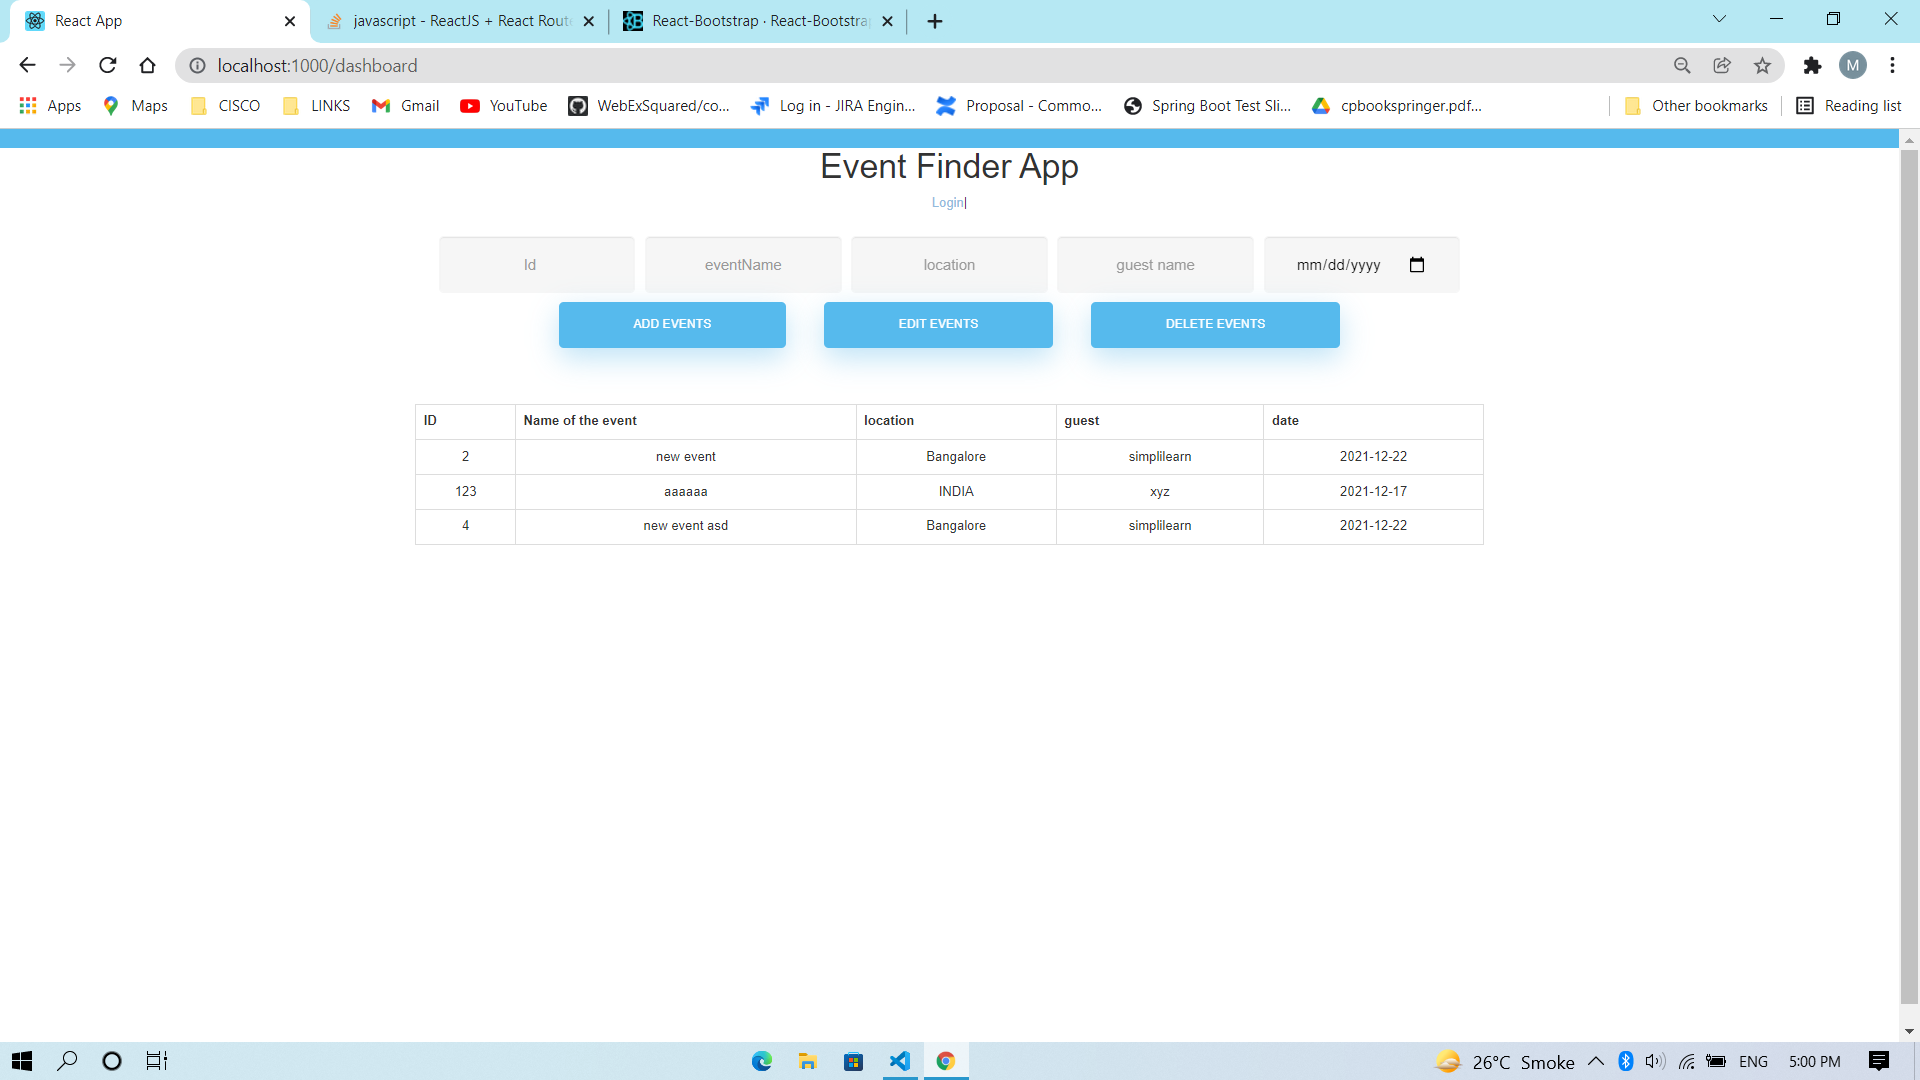 React App
javascript - ReactJS + React Rout
React-Bootstrap · React-Bootstra
localhost:1000/dashboard
M
Apps
Maps
CISCO
LINKS
Gmail
YouTube
WebExSquared/co...
Log in - JIRA Engin...
Proposal - Commo...
Spring Boot Test Sli...
cpbookspringer.pdf...
Other bookmarks
Reading list
Event Finder App
Login|
Id eventName location guest name mm/dd/yyyy
ADD EVENTS EDIT EVENTS DELETE EVENTS
ID Name of the event location guest date
2 new event Bangalore simplilearn 2021-12-22
123 aaaaaa INDIA xyz 2021-12-17
4 new event asd Bangalore simplilearn 2021-12-22
26°C Smoke ENG 5:00 PM